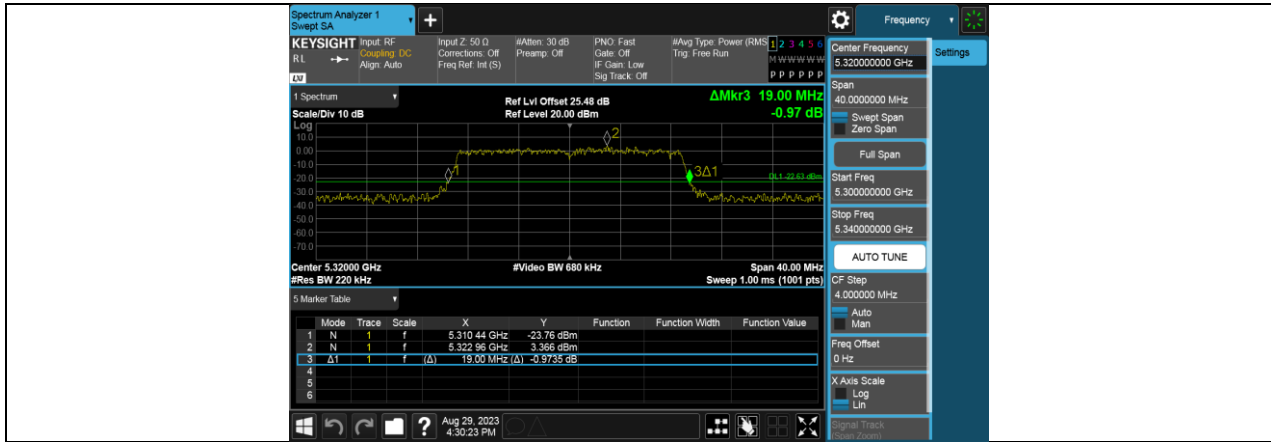 Spectrum Analyzer 1
Swept SA
Frequency
KEYSIGHT
RL
LXI
Input: RF
Coupling: DC
Align: Auto
Input Z: 50 Ω
Corrections: Off
Freq Ref: Int (S)
#Atten: 30 dB
Preamp: Off
PNO: Fast
Gate: Off
IF Gain: Low
Sig Track: Off
#Avg Type: Power (RMS
Trig: Free Run
1 2 3 4 5 6
M W W W W W
P P P P P P
1 Spectrum
Scale/Div 10 dB
Ref Lvl Offset 25.48 dB
Ref Level 20.00 dBm
ΔMkr3 19.00 MHz
-0.97 dB
Log
10.0
0.00
-10.0
-20.0
-30.0
-40.0
-50.0
-60.0
-70.0
1
2
3Δ1
DL1 -22.63 dBm
Center 5.32000 GHz
#Res BW 220 kHz
#Video BW 680 kHz
Span 40.00 MHz
Sweep 1.00 ms (1001 pts)
5 Marker Table
Mode Trace Scale X Y Function Function Width Function Value
1 N 1 f 5.310 44 GHz -23.76 dBm
2 N 1 f 5.322 96 GHz 3.366 dBm
3 Δ1 1 f (Δ) 19.00 MHz (Δ) -0.9735 dB
4
5
6
?
Aug 29, 2023
4:30:23 PM
Center Frequency
5.320000000 GHz
Span
40.0000000 MHz
Swept Span
Zero Span
Full Span
Start Freq
5.300000000 GHz
Stop Freq
5.340000000 GHz
AUTO TUNE
CF Step
4.000000 MHz
Auto
Man
Freq Offset
0 Hz
X Axis Scale
Log
Lin
Signal Track
(Span Zoom)
Settings